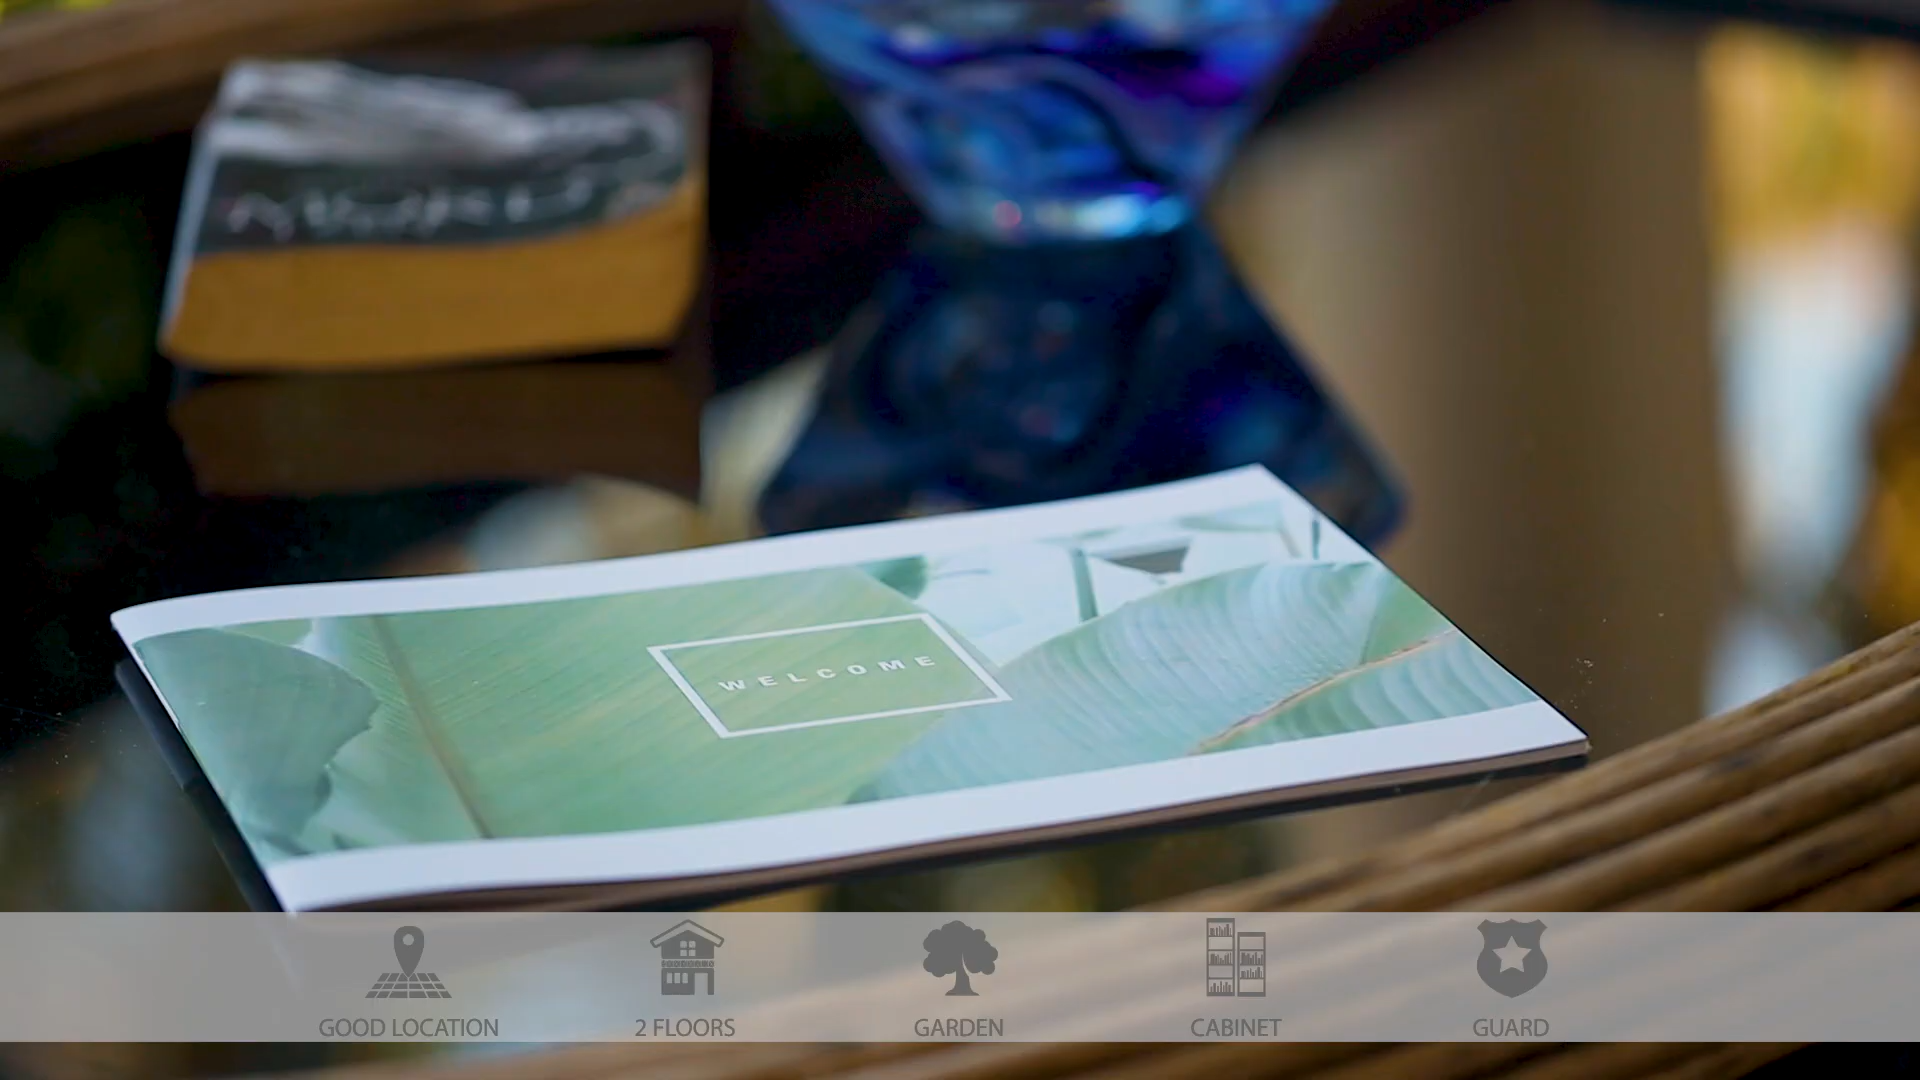 WELCOME
GOOD LOCATION
2 FLOORS
GARDEN
CABINET
GUARD